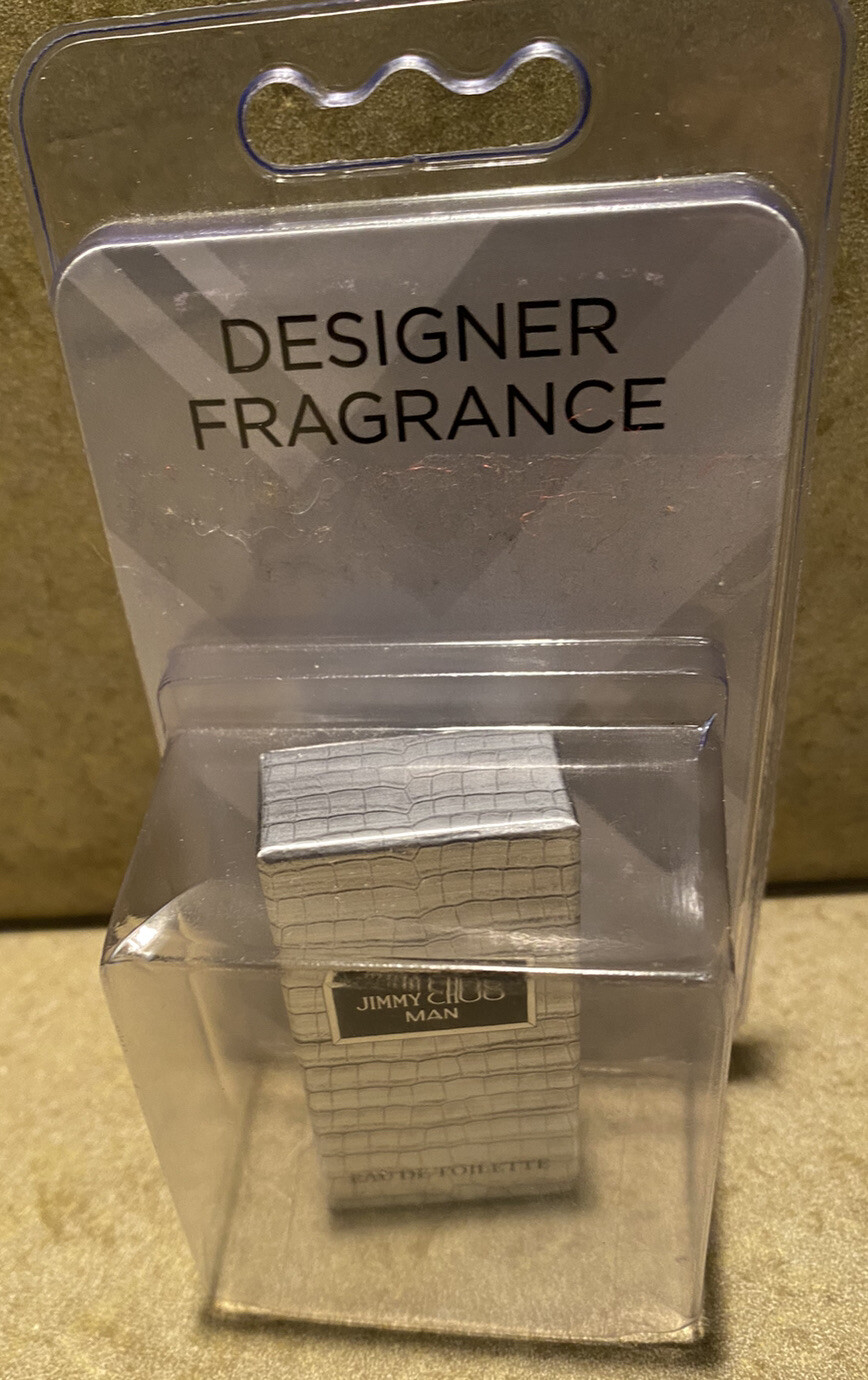 DESIGNER
FRAGRANCE
JIMMY CHOO
MAN
EAU DE TOILETTE